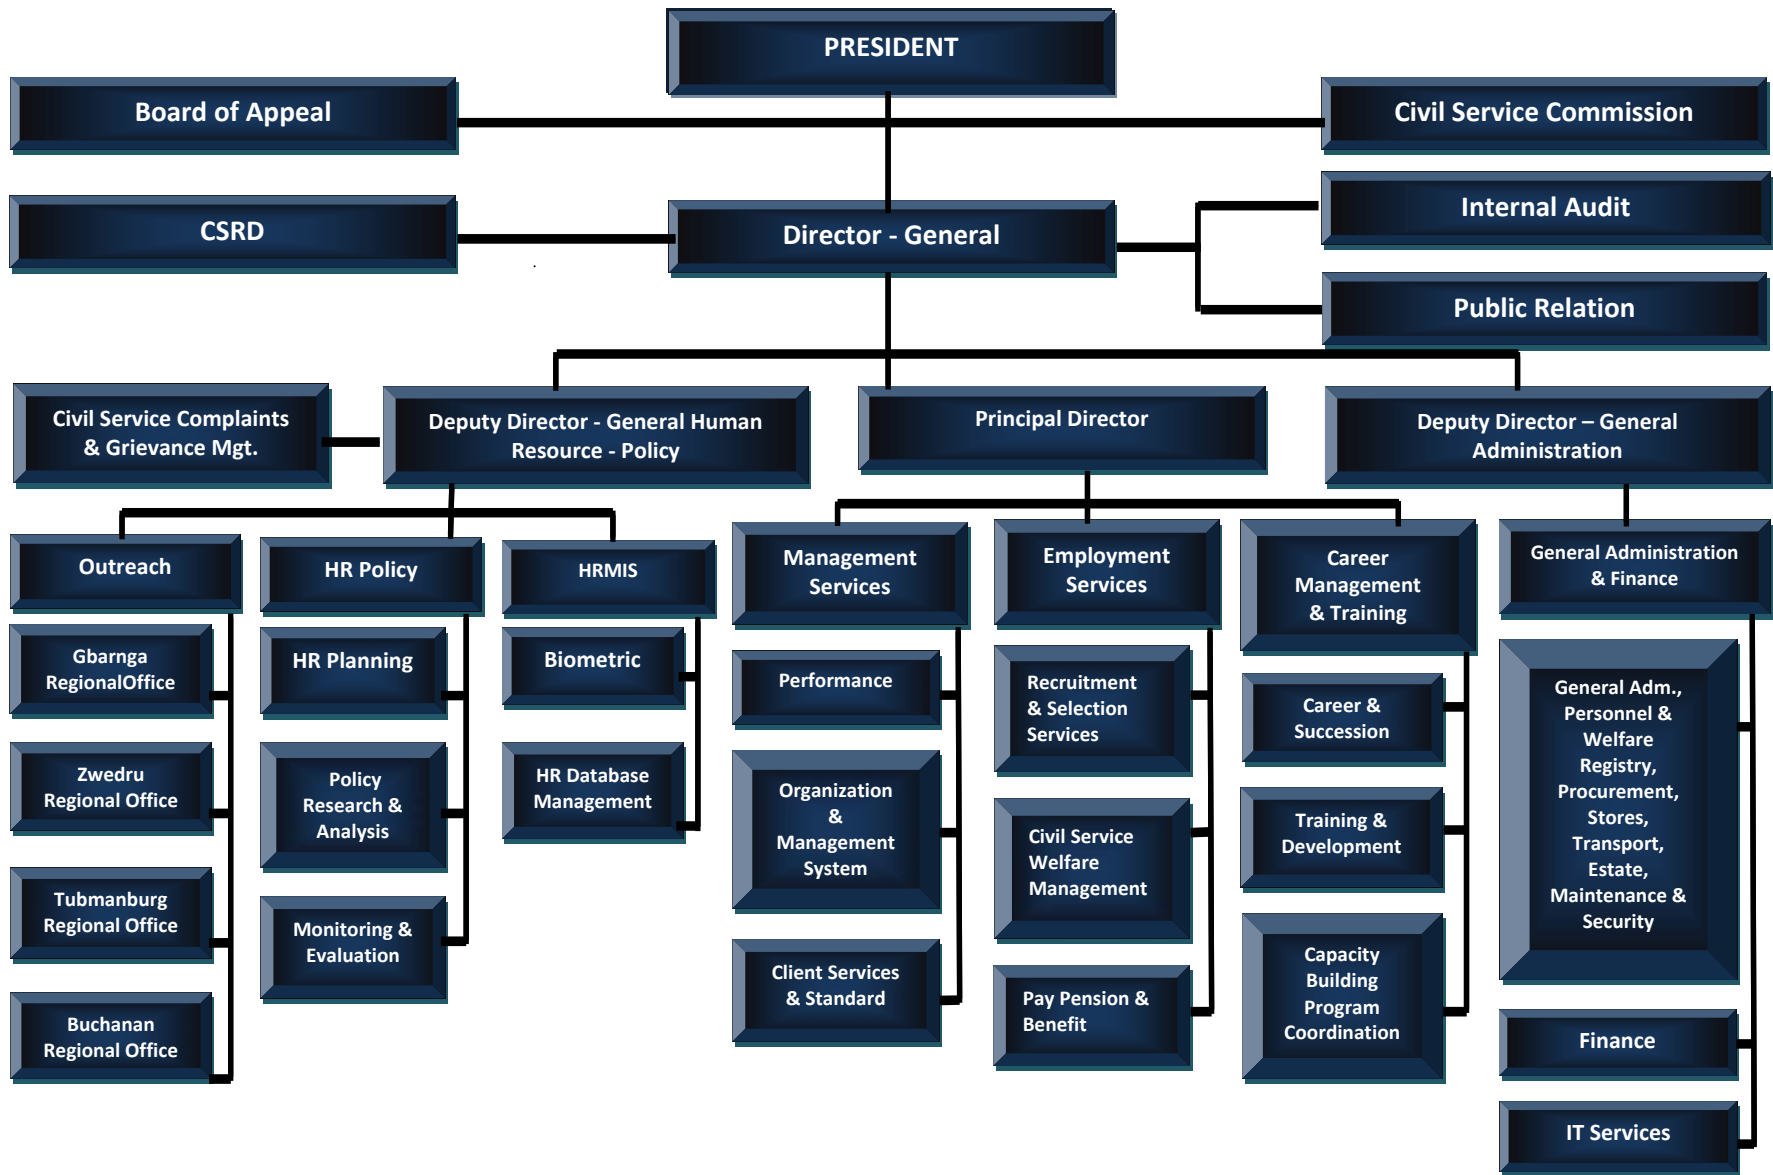 PRESIDENT
Board of Appeal
Civil Service Commission
CSRD
Director - General
Internal Audit
Public Relation
Civil Service Complaints
& Grievance Mgt.
Deputy Director - General Human
Resource - Policy
Principal Director
Deputy Director – General
Administration
Outreach
HR Policy
HRMIS
Management
Services
Employment
Services
Career
Management
& Training
General Administration
& Finance
Gbarnga
RegionalOffice
Zwedru
Regional Office
Tubmanburg
Regional Office
Buchanan
Regional Office
HR Planning
Policy
Research &
Analysis
Monitoring &
Evaluation
Biometric
HR Database
Management
Performance
Organization
&
Management
System
Client Services
& Standard
Recruitment
& Selection
Services
Civil Service
Welfare
Management
Pay Pension &
Benefit
Career &
Succession
Training &
Development
Capacity
Building
Program
Coordination
General Adm.,
Personnel &
Welfare
Registry,
Procurement,
Stores,
Transport,
Estate,
Maintenance &
Security
Finance
IT Services